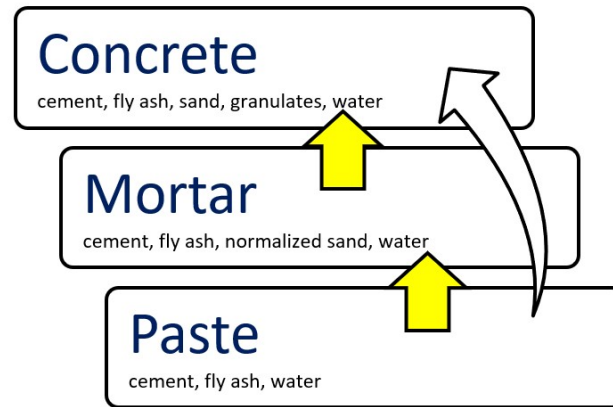 Concrete
cement, fly ash, sand, granulates, water
Mortar
cement, fly ash, normalized sand, water
Paste
cement, fly ash, water